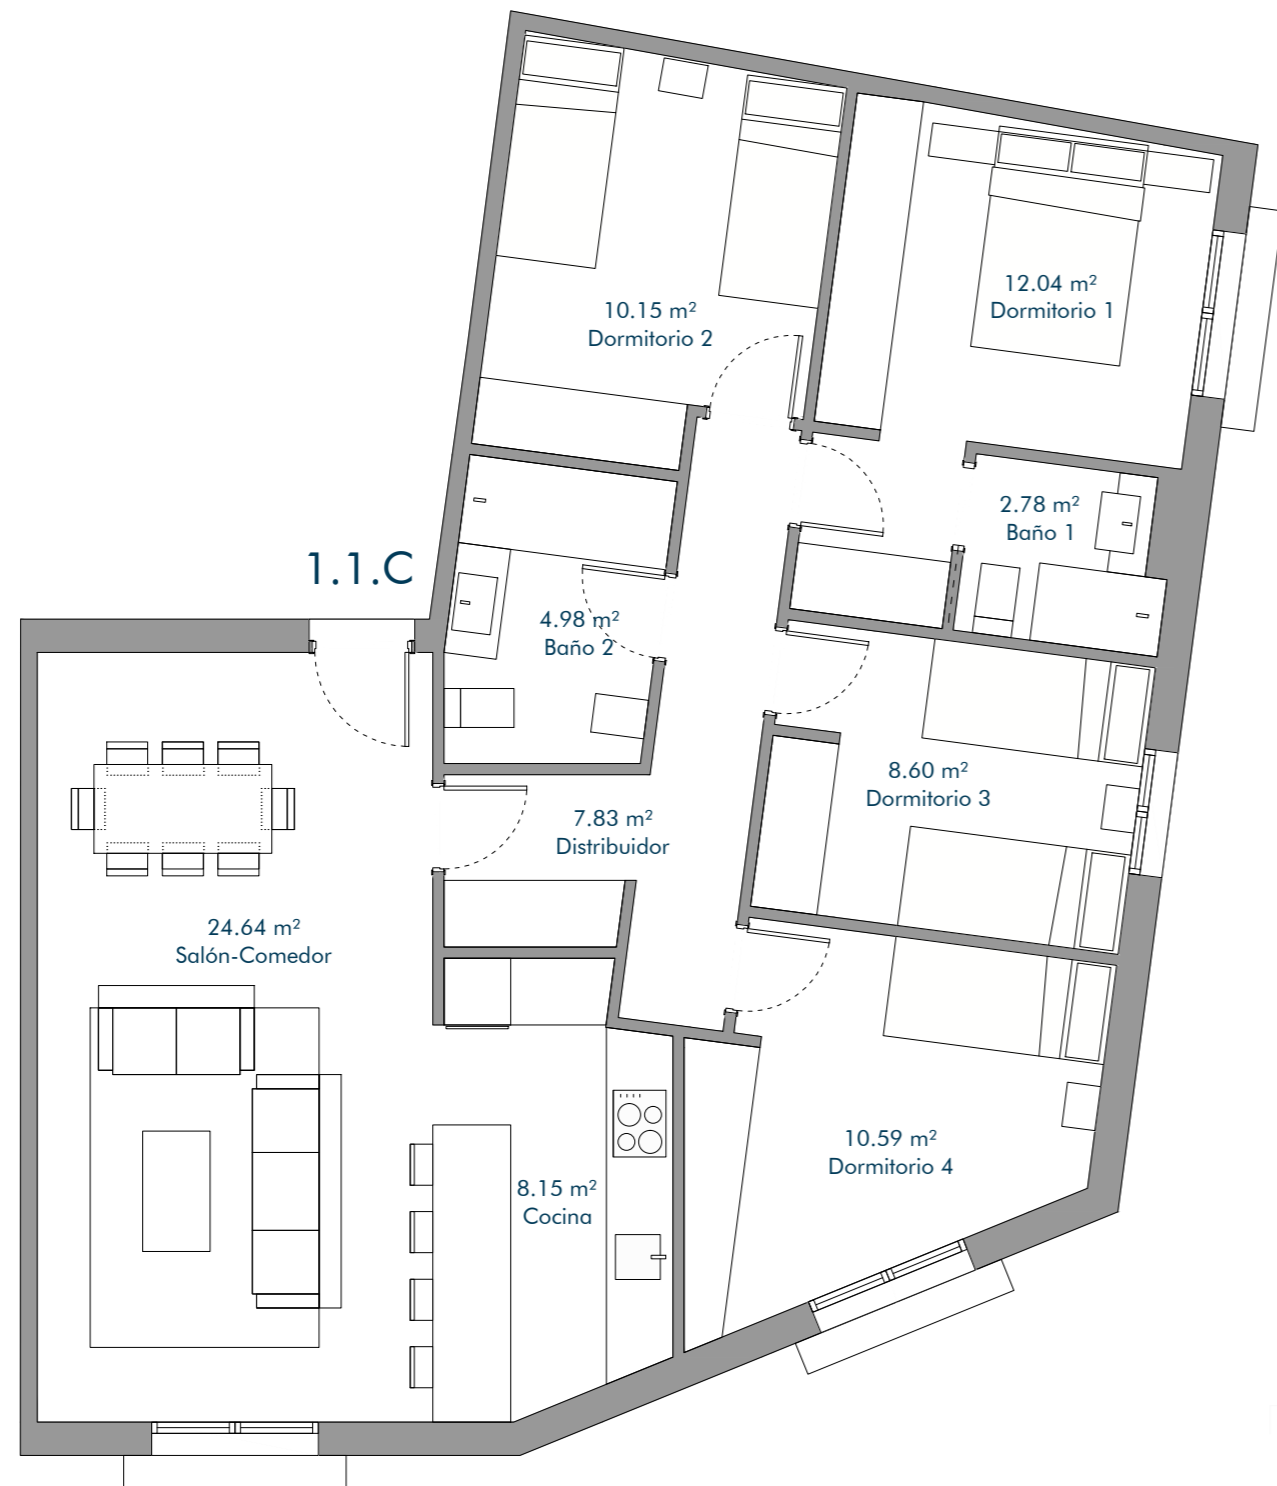 12.04 m²
Dormitorio 1
10.15 m²
Dormitorio 2
2.78 m²
Baño 1
1.1.C
4.98 m²
Baño 2
8.60 m²
Dormitorio 3
7.83 m²
Distribuidor
24.64 m²
Salón-Comedor
10.59 m²
Dormitorio 4
8.15 m²
Cocina